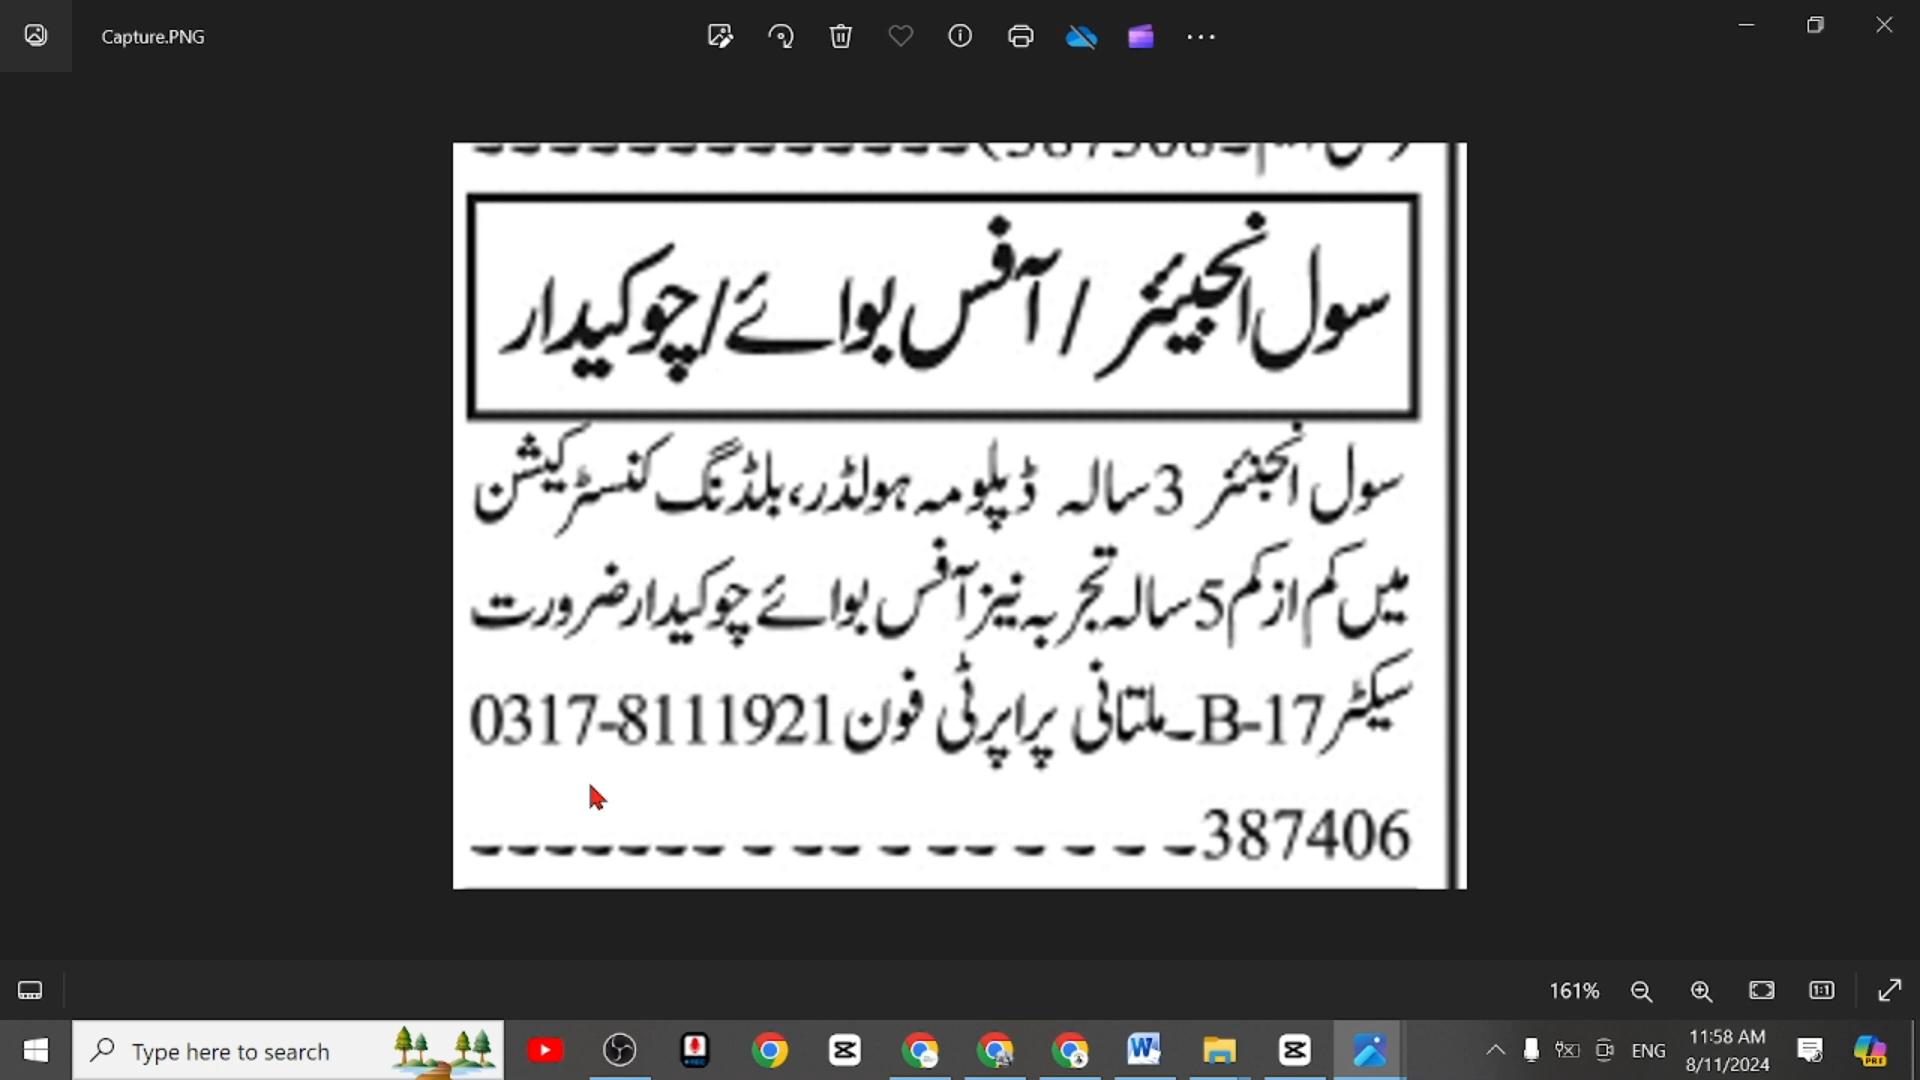 Capture.PNG
سول انجینئر / آفس بوائے / چوکیدار
سول انجنئر 3 سالہ ڈپلومہ ہولڈر، بلڈنگ کنسٹرکیشن
میں کم از کم 5 سالہ تجربہ نیز آفس بوائے چوکیدار ضرورت
سیکٹر B-17۔ ملتانی پراپرٹی فون 0317-8111921
387406
161%
Type here to search
ENG
11:58 AM
8/11/2024